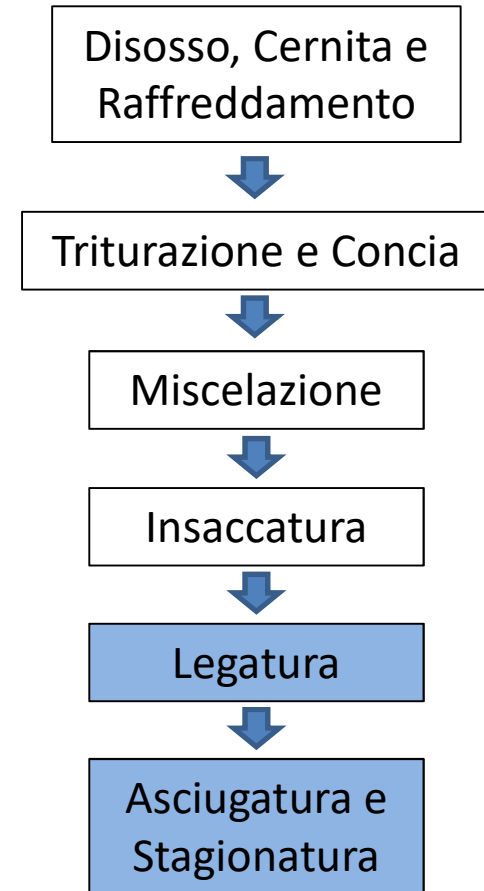 Disosso, Cernita e
Raffreddamento
Triturazione e Concia
Miscelazione
Insaccatura
Legatura
Asciugatura e
Stagionatura